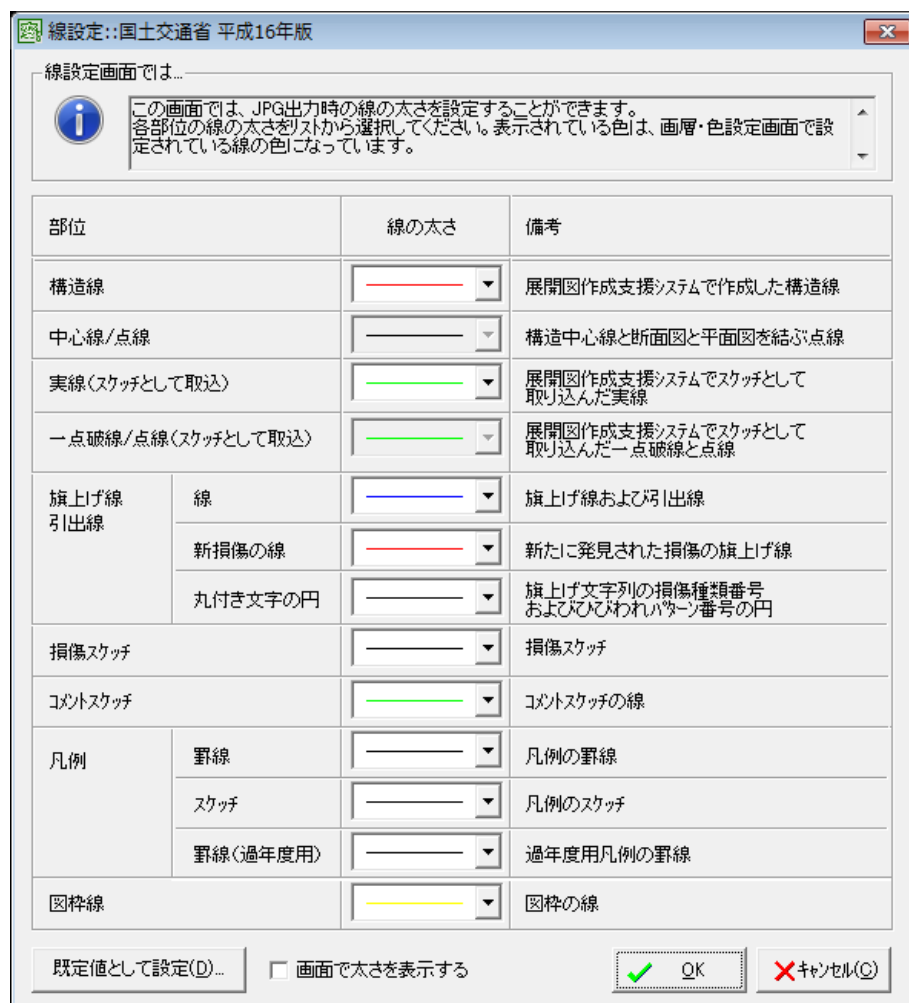 線設定::国土交通省 平成16年版
線設定画面では...
この画面では、JPG出力時の線の太さを設定することができます。
各部位の線の太さをリストから選択してください。表示されている色は、画層・色設定画面で設
定されている線の色になっています。
部位 線の太さ 備考
構造線 展開図作成支援システムで作成した構造線
中心線/点線 構造中心線と断面図と平面図を結ぶ点線
実線(スケッチとして取込) 展開図作成支援システムでスケッチとして
取り込んだ実線
一点破線/点線(スケッチとして取込) 展開図作成支援システムでスケッチとして
取り込んだ一点破線と点線
旗上げ線
引出線
線 旗上げ線および引出線
新損傷の線 新たに発見された損傷の旗上げ線
丸付き文字の円 旗上げ文字列の損傷種類番号
およびひびわれパターン番号の円
損傷スケッチ 損傷スケッチ
コメントスケッチ コメントスケッチの線
凡例 罫線 凡例の罫線
スケッチ 凡例のスケッチ
罫線(過年度用) 過年度用凡例の罫線
図枠線 図枠の線
既定値として設定(D)... 画面で太さを表示する OK キャンセル(C)